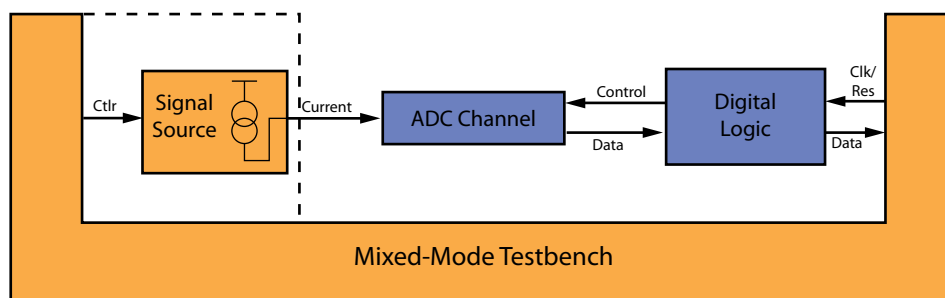 Ctlr
Signal
Source
Current
ADC Channel
Control
Data
Digital
Logic
Clk/
Res
Data
Mixed-Mode Testbench